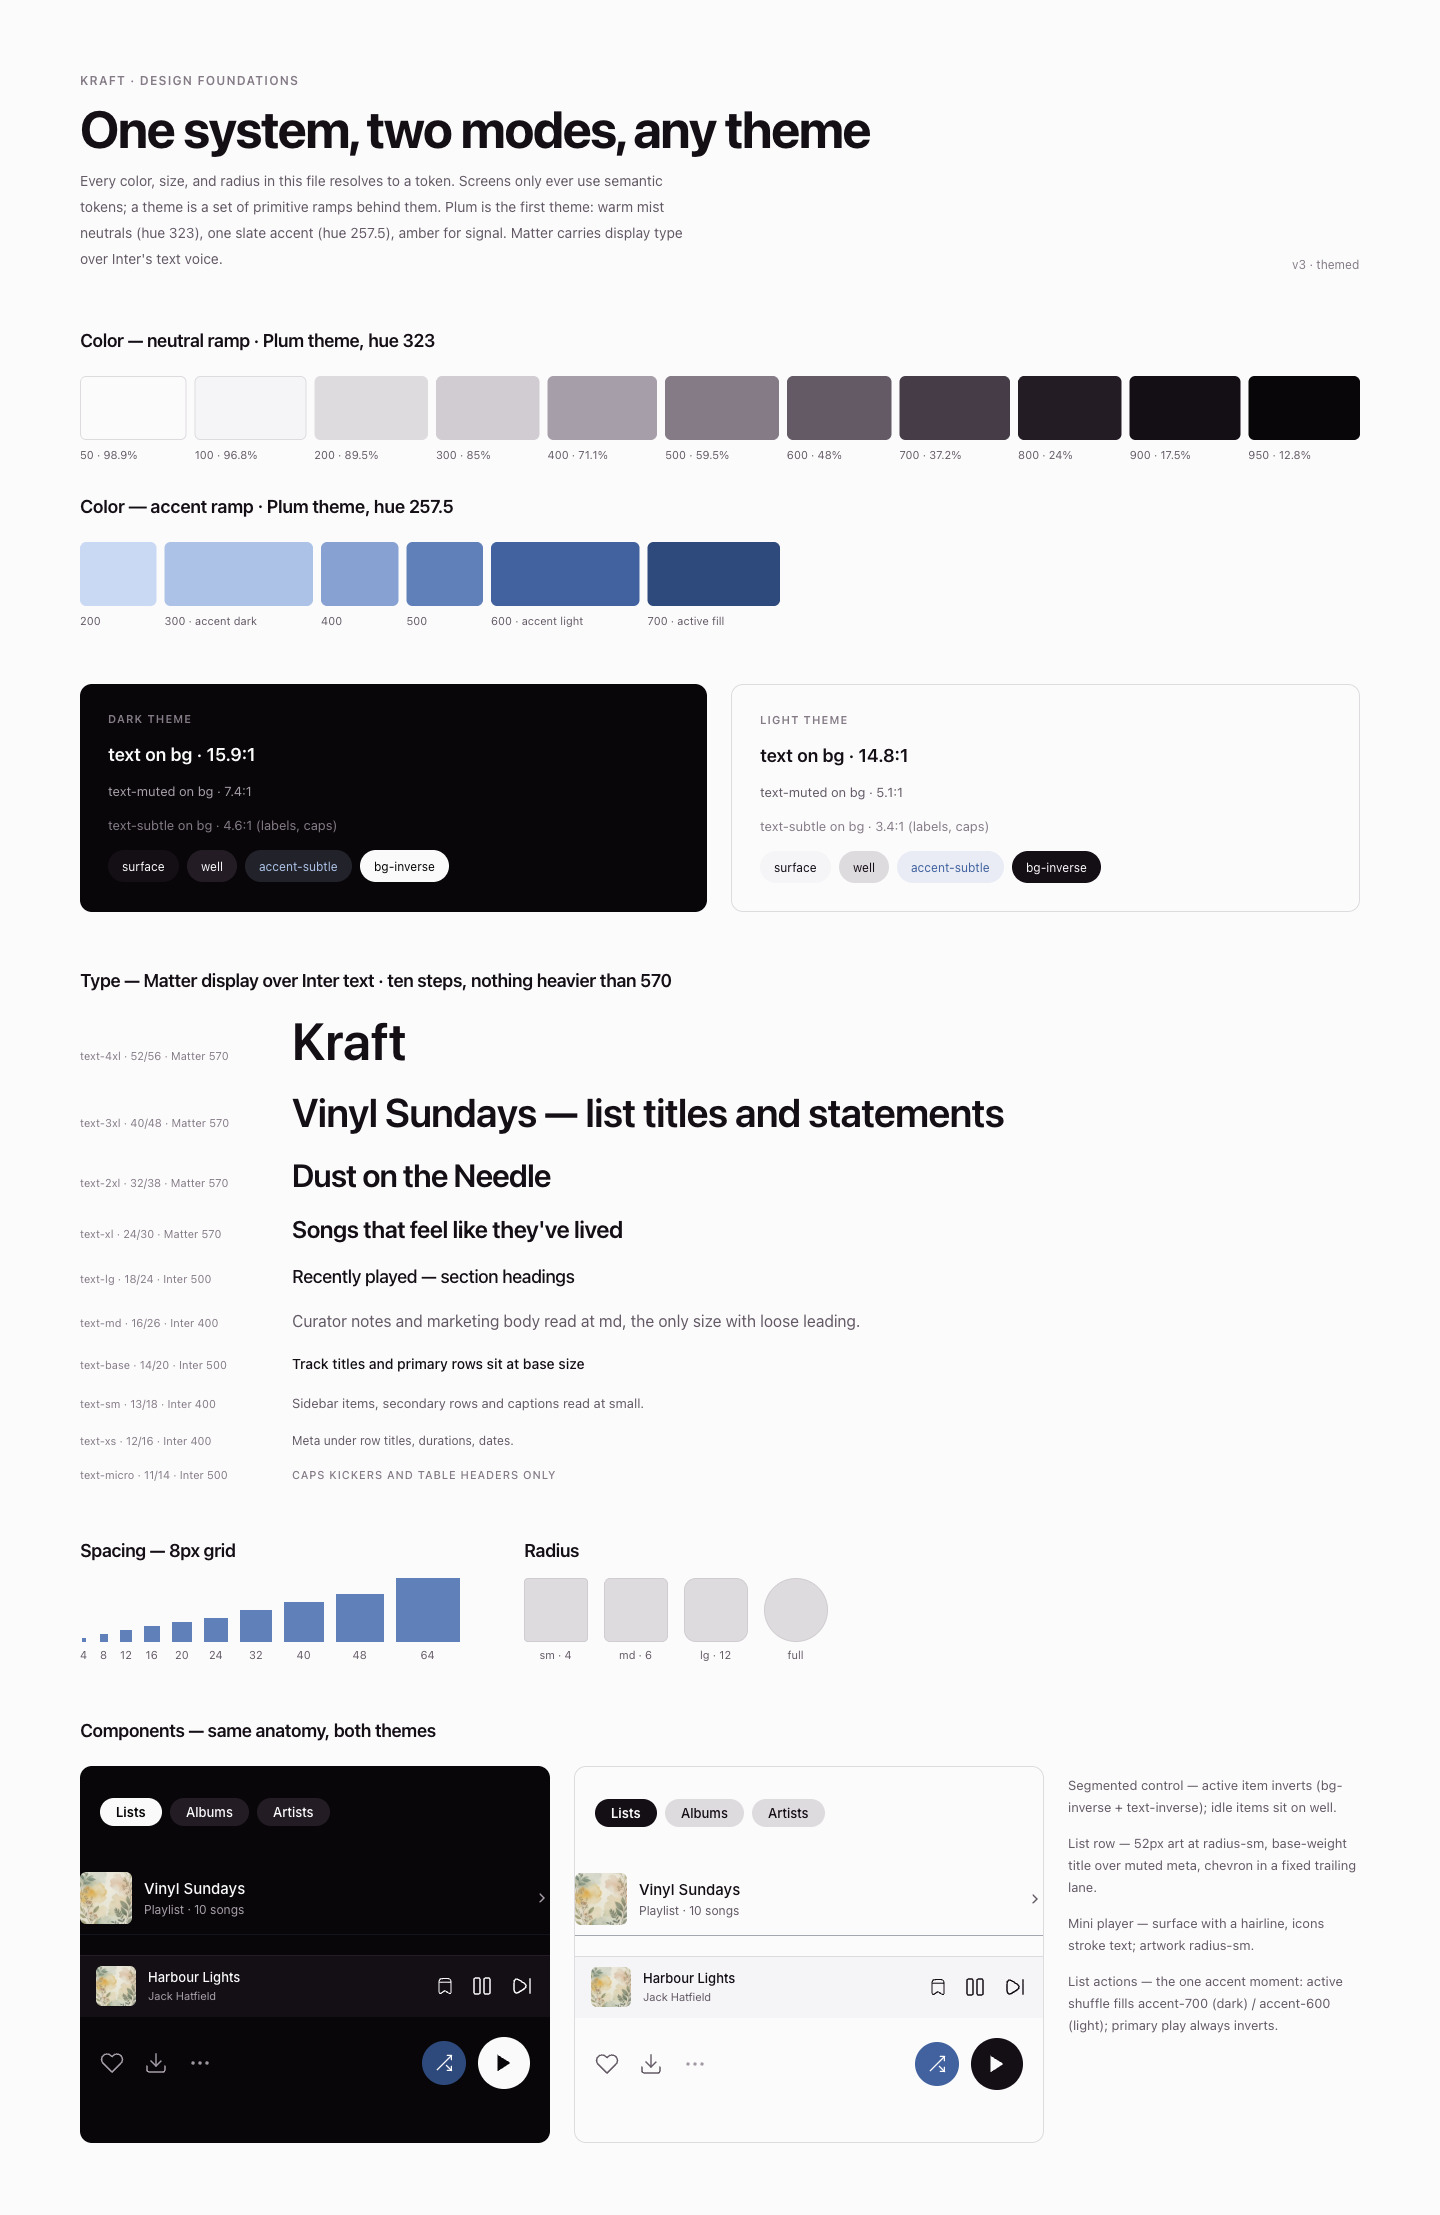 KRAFT · DESIGN FOUNDATIONS
One system, two modes, any theme
Every color, size, and radius in this file resolves to a token. Screens only ever use semantic
tokens; a theme is a set of primitive ramps behind them. Plum is the first theme: warm mist
neutrals (hue 323), one slate accent (hue 257.5), amber for signal. Matter carries display type
over Inter's text voice.
v3 · themed
Color — neutral ramp · Plum theme, hue 323
50 · 98.9%
100 · 96.8%
200 · 89.5%
300 · 85%
400 · 71.1%
500 · 59.5%
600 · 48%
700 · 37.2%
800 · 24%
900 · 17.5%
950 · 12.8%
Color — accent ramp · Plum theme, hue 257.5
200
300 · accent dark
400
500
600 · accent light
700 · active fill
DARK THEME
text on bg · 15.9:1
text-muted on bg · 7.4:1
text-subtle on bg · 4.6:1 (labels, caps)
surface
well
accent-subtle
bg-inverse
LIGHT THEME
text on bg · 14.8:1
text-muted on bg · 5.1:1
text-subtle on bg · 3.4:1 (labels, caps)
surface
well
accent-subtle
bg-inverse
Type — Matter display over Inter text · ten steps, nothing heavier than 570
text-4xl · 52/56 · Matter 570
Kraft
text-3xl · 40/48 · Matter 570
Vinyl Sundays — list titles and statements
text-2xl · 32/38 · Matter 570
Dust on the Needle
text-xl · 24/30 · Matter 570
Songs that feel like they've lived
text-lg · 18/24 · Inter 500
Recently played — section headings
text-md · 16/26 · Inter 400
Curator notes and marketing body read at md, the only size with loose leading.
text-base · 14/20 · Inter 500
Track titles and primary rows sit at base size
text-sm · 13/18 · Inter 400
Sidebar items, secondary rows and captions read at small.
text-xs · 12/16 · Inter 400
Meta under row titles, durations, dates.
text-micro · 11/14 · Inter 500
CAPS KICKERS AND TABLE HEADERS ONLY
Spacing — 8px grid
4
8
12
16
20
24
32
40
48
64
Radius
sm · 4
md · 6
lg · 12
full
Components — same anatomy, both themes
Lists
Albums
Artists
Vinyl Sundays
Playlist · 10 songs
Harbour Lights
Jack Hatfield
Lists
Albums
Artists
Vinyl Sundays
Playlist · 10 songs
Harbour Lights
Jack Hatfield
Segmented control — active item inverts (bg-
inverse + text-inverse); idle items sit on well.
List row — 52px art at radius-sm, base-weight
title over muted meta, chevron in a fixed trailing
lane.
Mini player — surface with a hairline, icons
stroke text; artwork radius-sm.
List actions — the one accent moment: active
shuffle fills accent-700 (dark) / accent-600
(light); primary play always inverts.